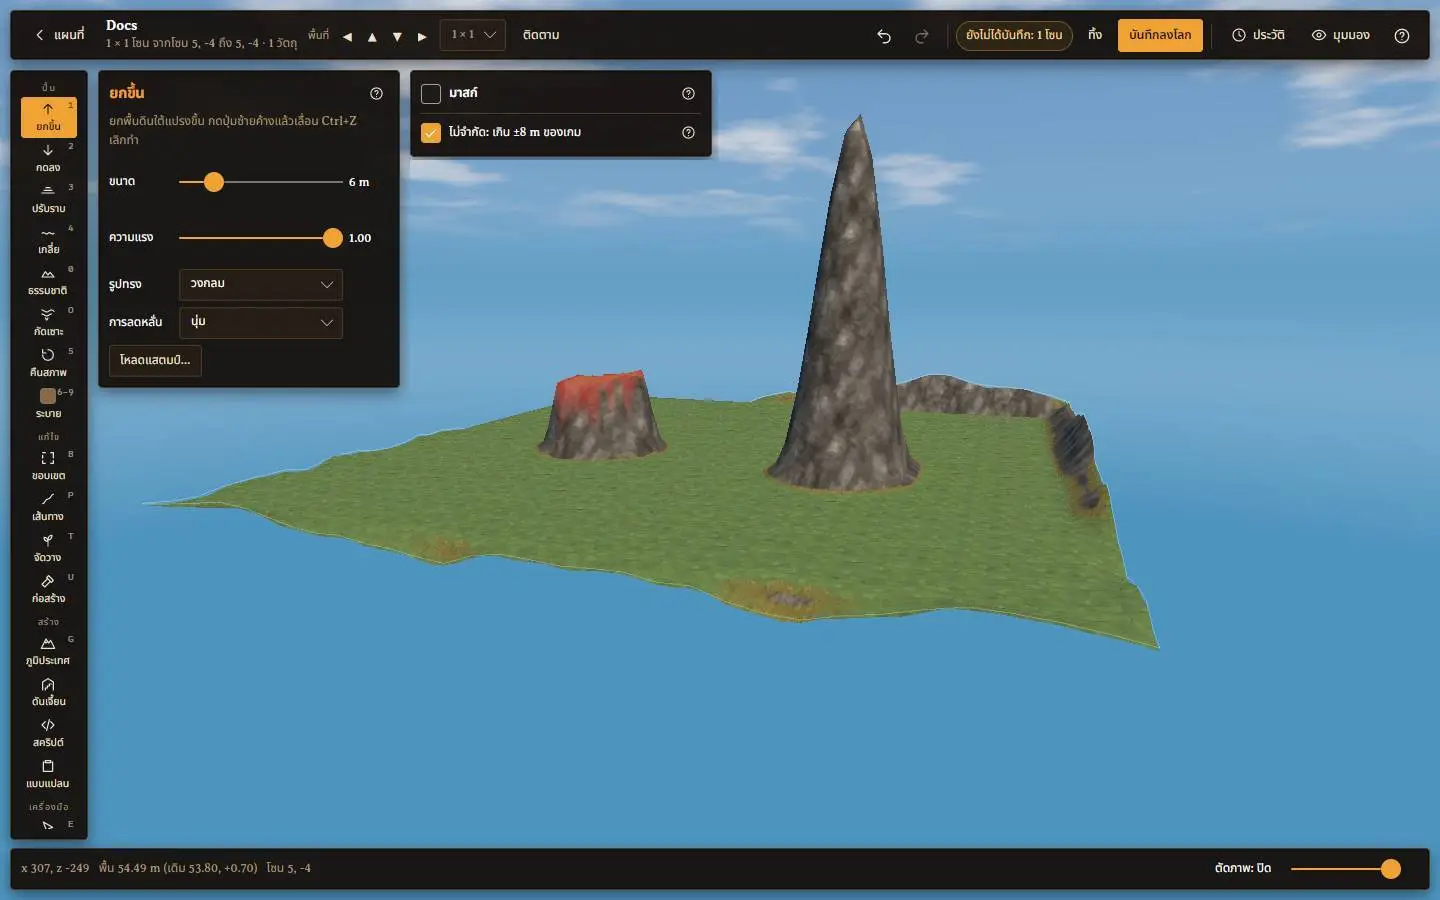 แผนที่
Docs
1 × 1 โซน จากโซน 5, -4 ถึง 5, -4 · 1 วัตถุ
พื้นที่
1 × 1
ติดตาม
ยังไม่ได้บันทึก: 1 โซน
ทิ้ง
บันทึกลงโลก
ประวัติ
มุมมอง
ปั้น
1
ยกขึ้น
2
กดลง
3
ปรับราบ
4
เกลี่ย
0
ธรรมชาติ
O
กัดเซาะ
5
คืนสภาพ
6–9
ระบาย
แก้ไข
B
ขอบเขต
P
เส้นทาง
T
จัดวาง
U
ก่อสร้าง
สร้าง
G
ภูมิประเทศ
ดันเจี้ยน
สคริปต์
แบบแปลน
เครื่องมือ
E
ยกขึ้น
ยกพื้นดินใต้แปรงขึ้น กดปุ่มซ้ายค้างแล้วเลื่อน Ctrl+Z
เลิกทำ
ขนาด
6 m
ความแรง
1.00
รูปทรง
วงกลม
การลดหลั่น
นุ่ม
โหลดแสตมป์...
มาสก์
ไม่จำกัด: เกิน ±8 m ของเกม
x 307, z -249 พื้น 54.49 m (เดิม 53.80, +0.70) โซน 5, -4
ตัดภาพ: ปิด